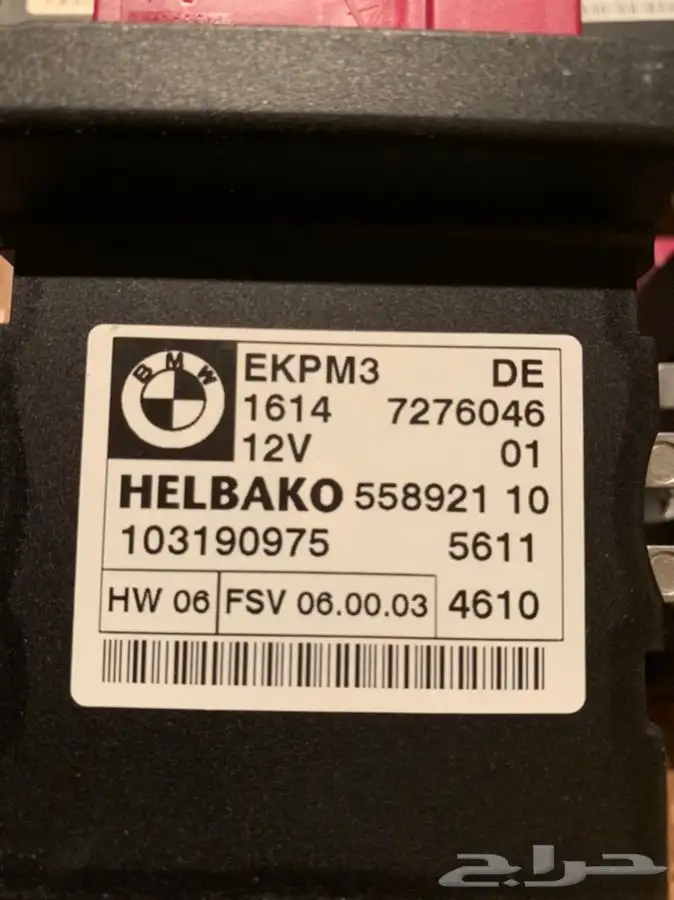 BMW
EKPM3 DE
1614 7276046
12V 01
HELBAKO 558921 10
103190975 5611
HW 06 FSV 06.00.03 4610
حراج